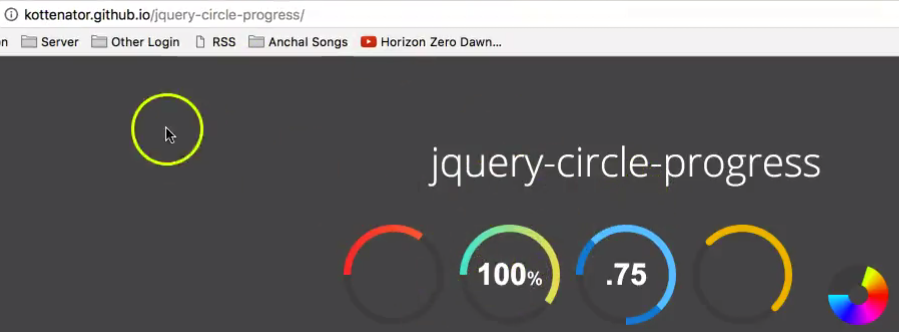 kottenator.github.io/jquery-circle-progress/
n Server Other Login RSS Anchal Songs Horizon Zero Dawn...
jquery-circle-progress
100% .75